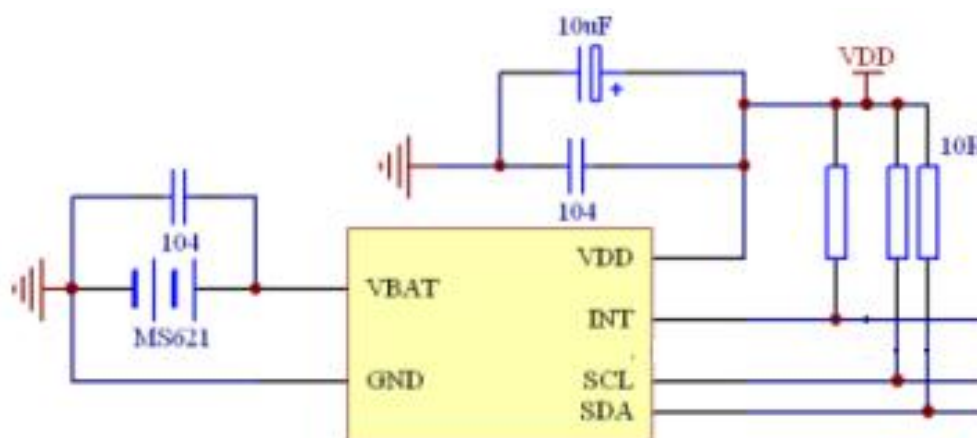 10uF
+
VDD
104
104
MS621
VBAT
GND
VDD
INT
SCL
SDA